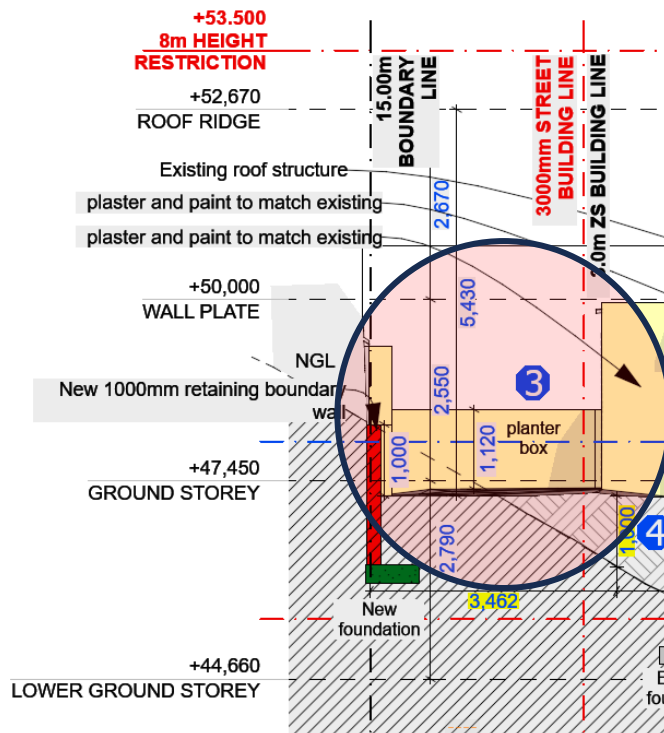 +53.500
8m HEIGHT
RESTRICTION
+52,670
ROOF RIDGE
Existing roof structure
plaster and paint to match existing
plaster and paint to match existing
+50,000
WALL PLATE
NGL
New 1000mm retaining boundary
wall
+47,450
GROUND STOREY
+44,660
LOWER GROUND STOREY
15.00m
BOUNDARY
LINE
3000mm STREET
BUILDING LINE
.0m ZS BUILDING LINE
2,670
5,430
2,550
1,000
1,120
2,790
3
planter
box
4
3,462
New
foundation